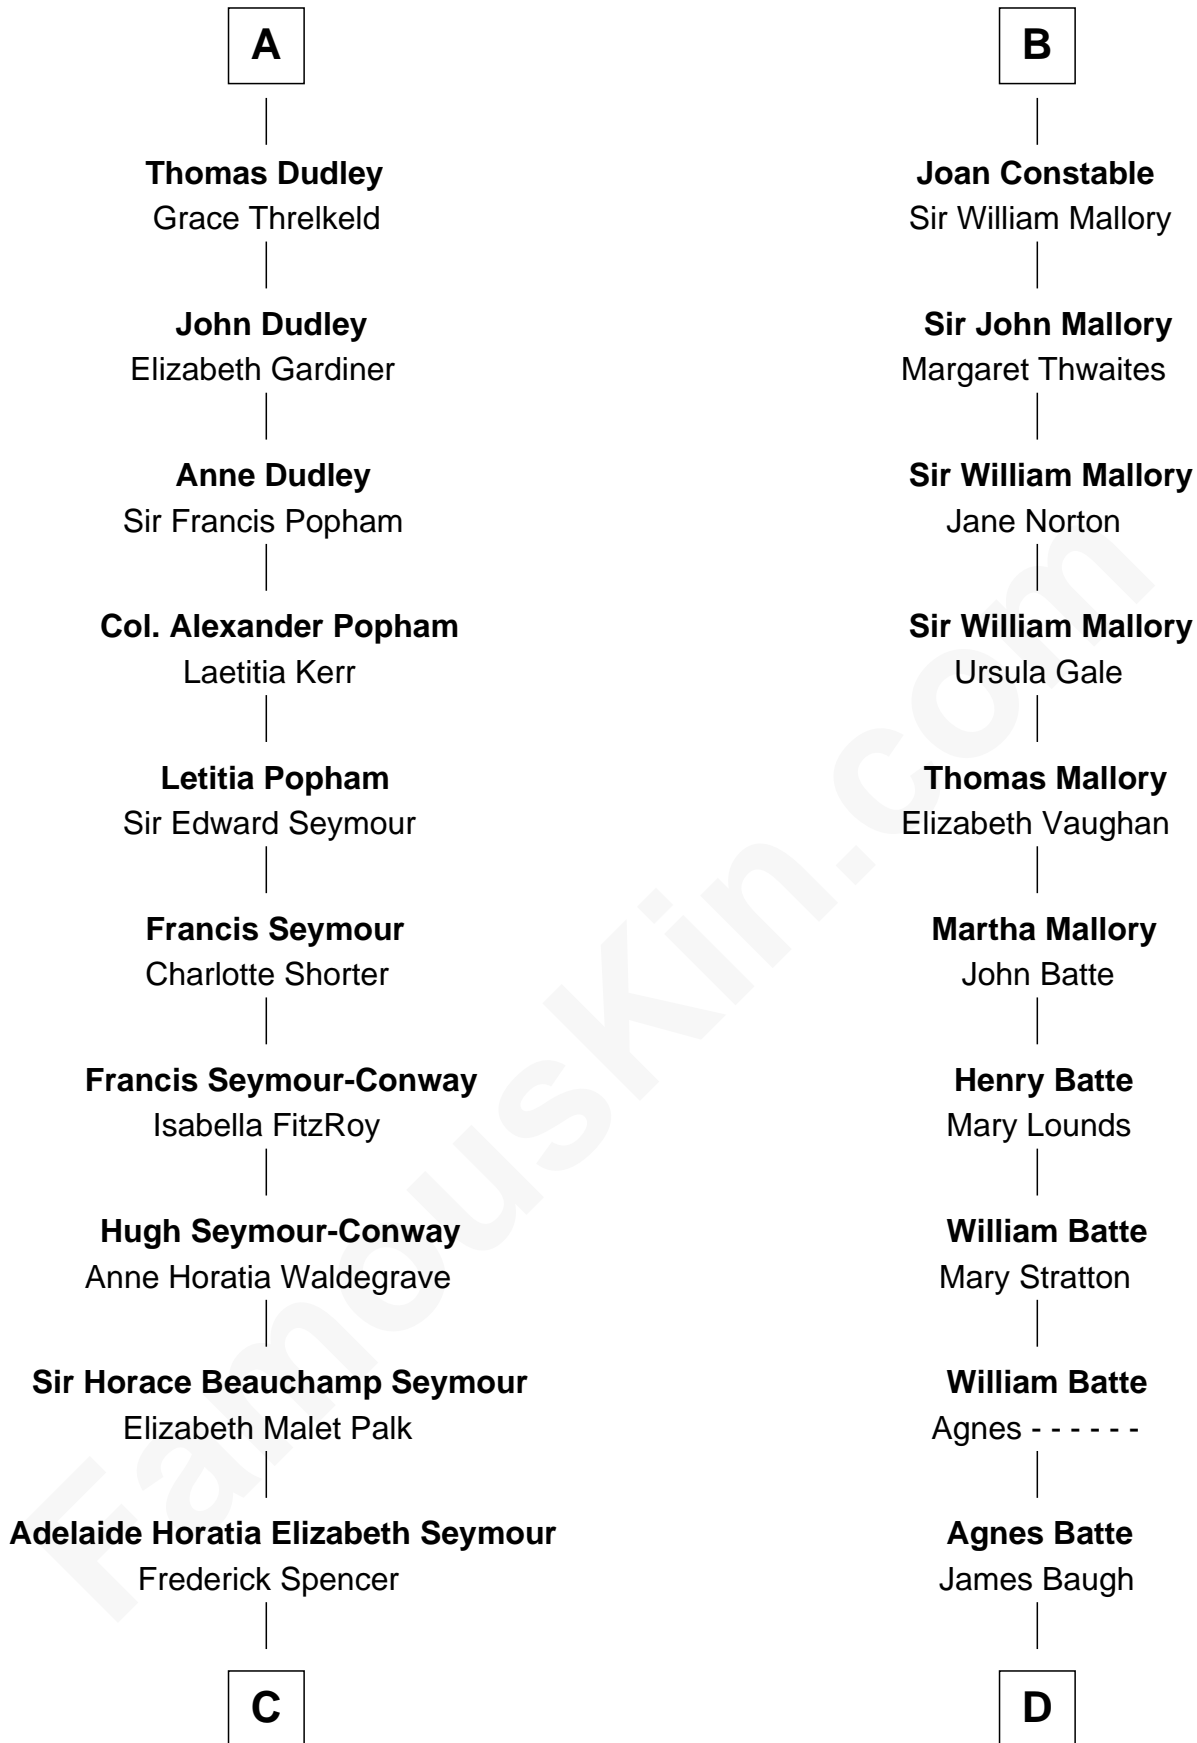 A
Thomas Dudley
Grace Threlkeld
John Dudley
Elizabeth Gardiner
Anne Dudley
Sir Francis Popham
Col. Alexander Popham
Laetitia Kerr
Letitia Popham
Sir Edward Seymour
Francis Seymour
Charlotte Shorter
Francis Seymour-Conway
Isabella FitzRoy
Hugh Seymour-Conway
Anne Horatia Waldegrave
Sir Horace Beauchamp Seymour
Elizabeth Malet Palk
Adelaide Horatia Elizabeth Seymour
Frederick Spencer
C
B
Joan Constable
Sir William Mallory
Sir John Mallory
Margaret Thwaites
Sir William Mallory
Jane Norton
Sir William Mallory
Ursula Gale
Thomas Mallory
Elizabeth Vaughan
Martha Mallory
John Batte
Henry Batte
Mary Lounds
William Batte
Mary Stratton
William Batte
Agnes - - - - - -
Agnes Batte
James Baugh
D
FamousKin.com